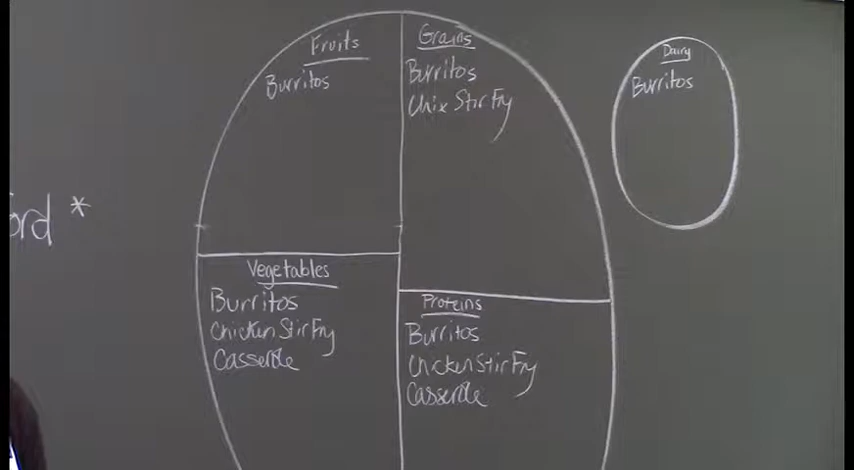 Fruits
Burritos
Grains
Burritos
Chix Stir Fry
Dairy
Burritos
ord *
Vegetables
Burritos
Chicken Stir Fry
Casserole
Proteins
Burritos
Chicken Stir Fry
Casserole